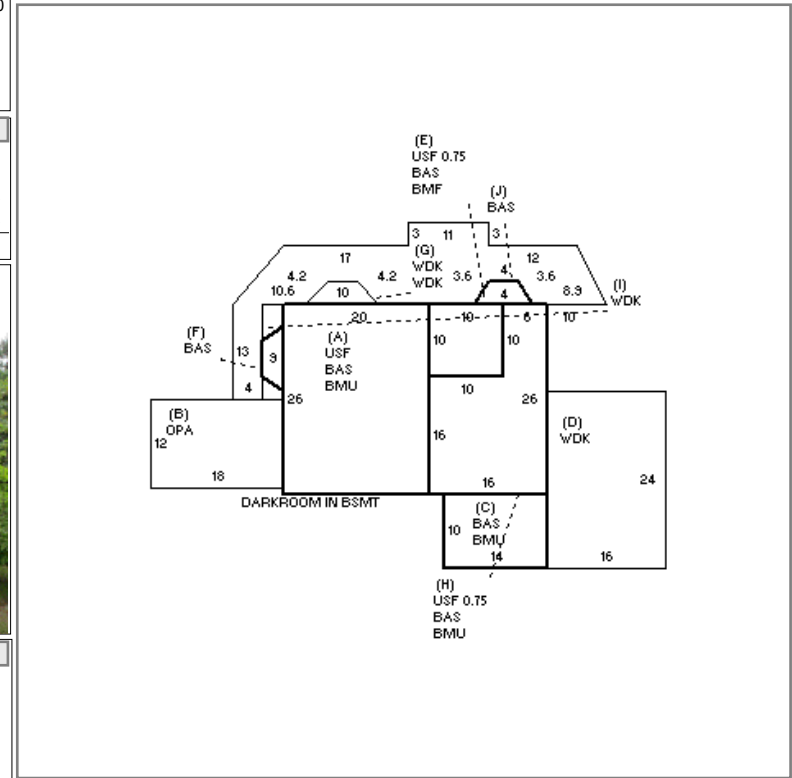 (E)
USF 0.75
BAS
BMF
(J)
BAS
3 11 3
17 (G) 12
WDK
WDK
4.2 4.2 3.6 4 3.6
10.6 10 4 8.9
(I)
WDK
20 10 6 10
(F)
BAS
13 9
4
(A)
USF
BAS
BMU
10 10
10
26 26
(B)
OPA
12
18
(D)
WDK
16
24
16
DARKROOM IN BSMT
(C)
BAS
BMU
10
14
16
(H)
USF 0.75
BAS
BMU